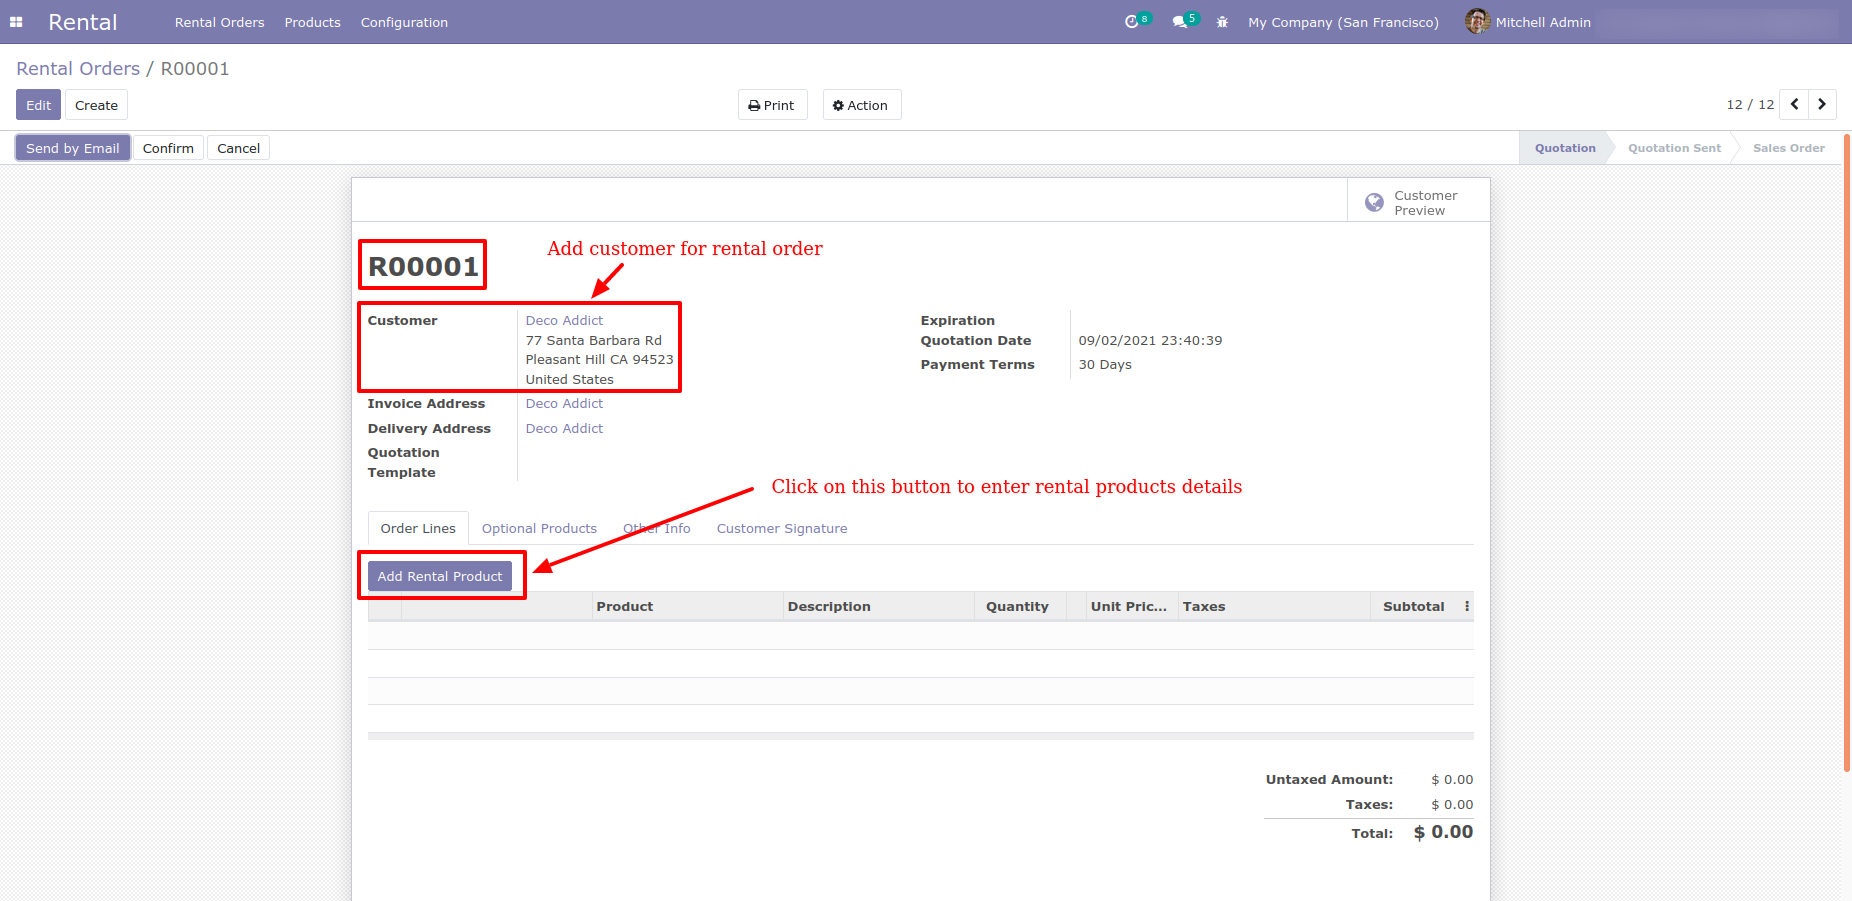 Rental Rental Orders Products Configuration 8 5 My Company (San Francisco) Mitchell Admin
Rental Orders / R00001
Edit Create Print Action 12 / 12
Send by Email Confirm Cancel Quotation Quotation Sent Sales Order
Customer
Preview
Add customer for rental order
R00001
Customer Deco Addict
77 Santa Barbara Rd
Pleasant Hill CA 94523
United States
Expiration
Quotation Date 09/02/2021 23:40:39
Payment Terms 30 Days
Invoice Address Deco Addict
Delivery Address Deco Addict
Quotation
Template
Click on this button to enter rental products details
Order Lines Optional Products Other Info Customer Signature
Add Rental Product
Product Description Quantity Unit Pric... Taxes Subtotal
Untaxed Amount: $ 0.00
Taxes: $ 0.00
Total: $ 0.00